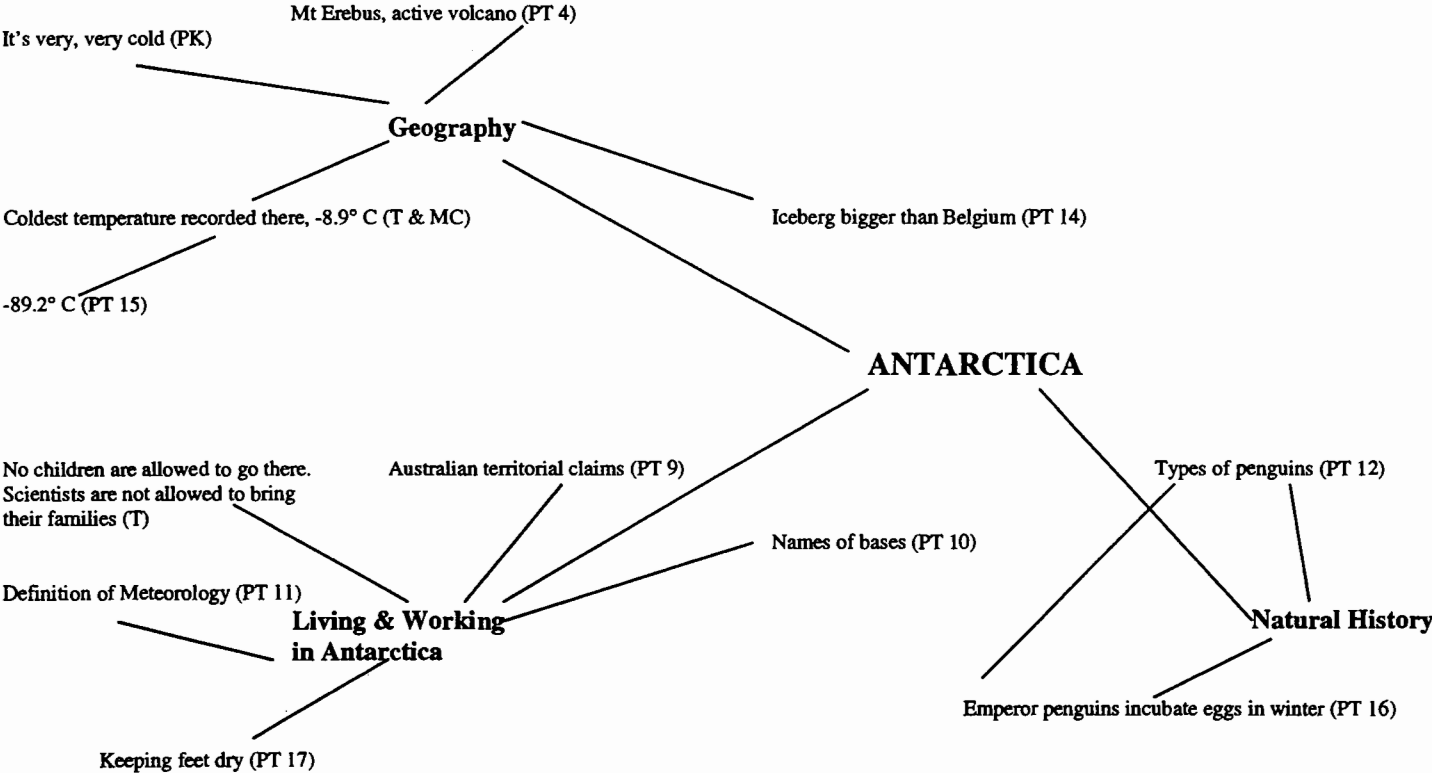 Mt Erebus, active volcano (PT 4)
It's very, very cold (PK)
Geography
Coldest temperature recorded there, -8.9° C (T & MC)
Iceberg bigger than Belgium (PT 14)
-89.2° C (PT 15)
ANTARCTICA
No children are allowed to go there.
Scientists are not allowed to bring
their families (T)
Australian territorial claims (PT 9)
Types of penguins (PT 12)
Names of bases (PT 10)
Definition of Meteorology (PT 11)
Living & Working
in Antarctica
Natural History
Emperor penguins incubate eggs in winter (PT 16)
Keeping feet dry (PT 17)